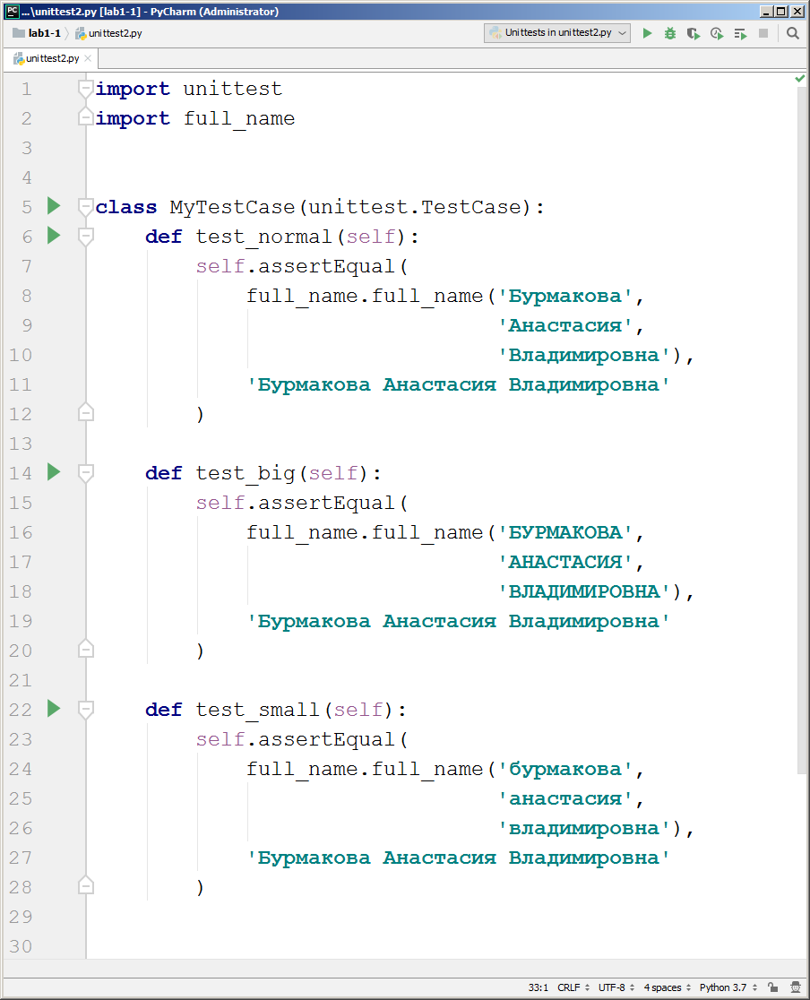 PC ...\unittest2.py [lab1-1] - PyCharm (Administrator)
lab1-1 unittest2.py Unittests in unittest2.py
unittest2.py
1 import unittest
2 import full_name
3
4
5 class MyTestCase(unittest.TestCase):
6 def test_normal(self):
7 self.assertEqual(
8 full_name.full_name('Бурмакова',
9 'Анастасия',
10 'Владимировна'),
11 'Бурмакова Анастасия Владимировна'
12 )
13
14 def test_big(self):
15 self.assertEqual(
16 full_name.full_name('БУРМАКОВА',
17 'АНАСТАСИЯ',
18 'ВЛАДИМИРОВНА'),
19 'Бурмакова Анастасия Владимировна'
20 )
21
22 def test_small(self):
23 self.assertEqual(
24 full_name.full_name('бурмакова',
25 'анастасия',
26 'владимировна'),
27 'Бурмакова Анастасия Владимировна'
28 )
29
30
33:1 CRLF UTF-8 4 spaces Python 3.7